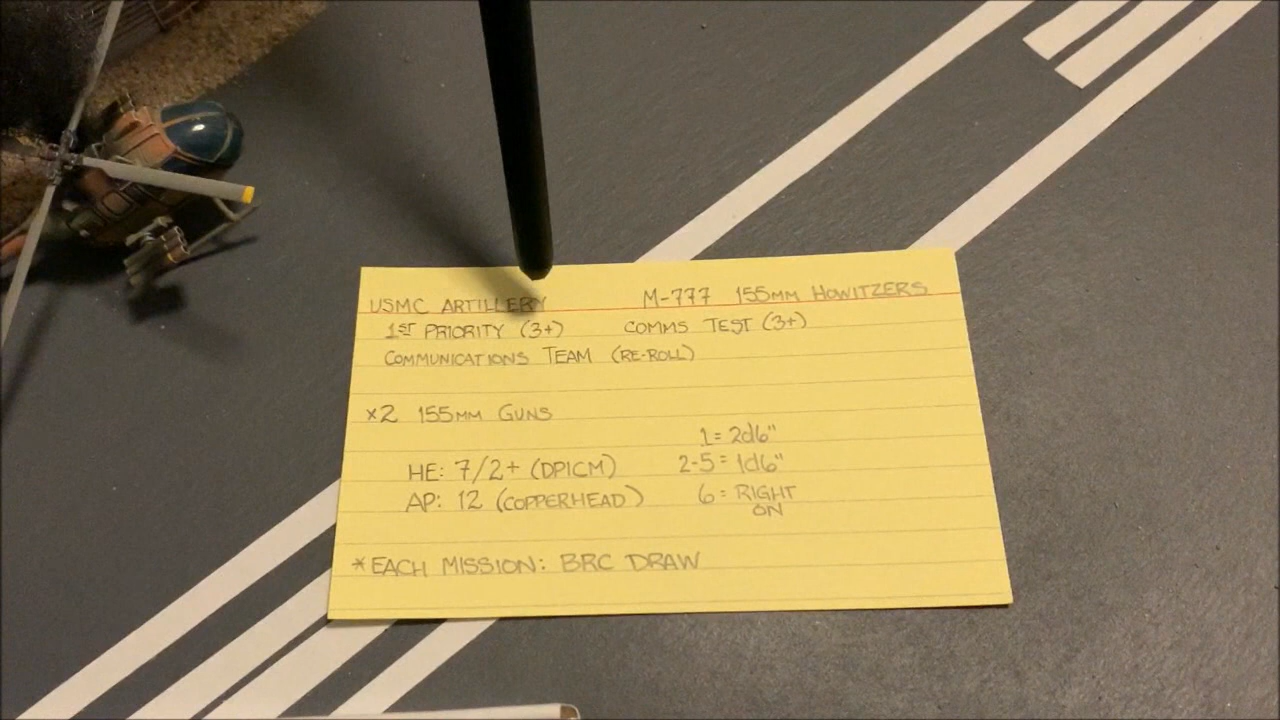 USMC ARTILLERY M-777 155MM HOWITZERS
1ST PRIORITY (3+) COMMS TEST (3+)
COMMUNICATIONS TEAM (RE-ROLL)
x2 155MM GUNS
1 = 2d6"
HE: 7/2+ (DPICM) 2-5 = 1d6"
AP: 12 (COPPERHEAD) 6 = RIGHT
ON
*EACH MISSION: BRC DRAW